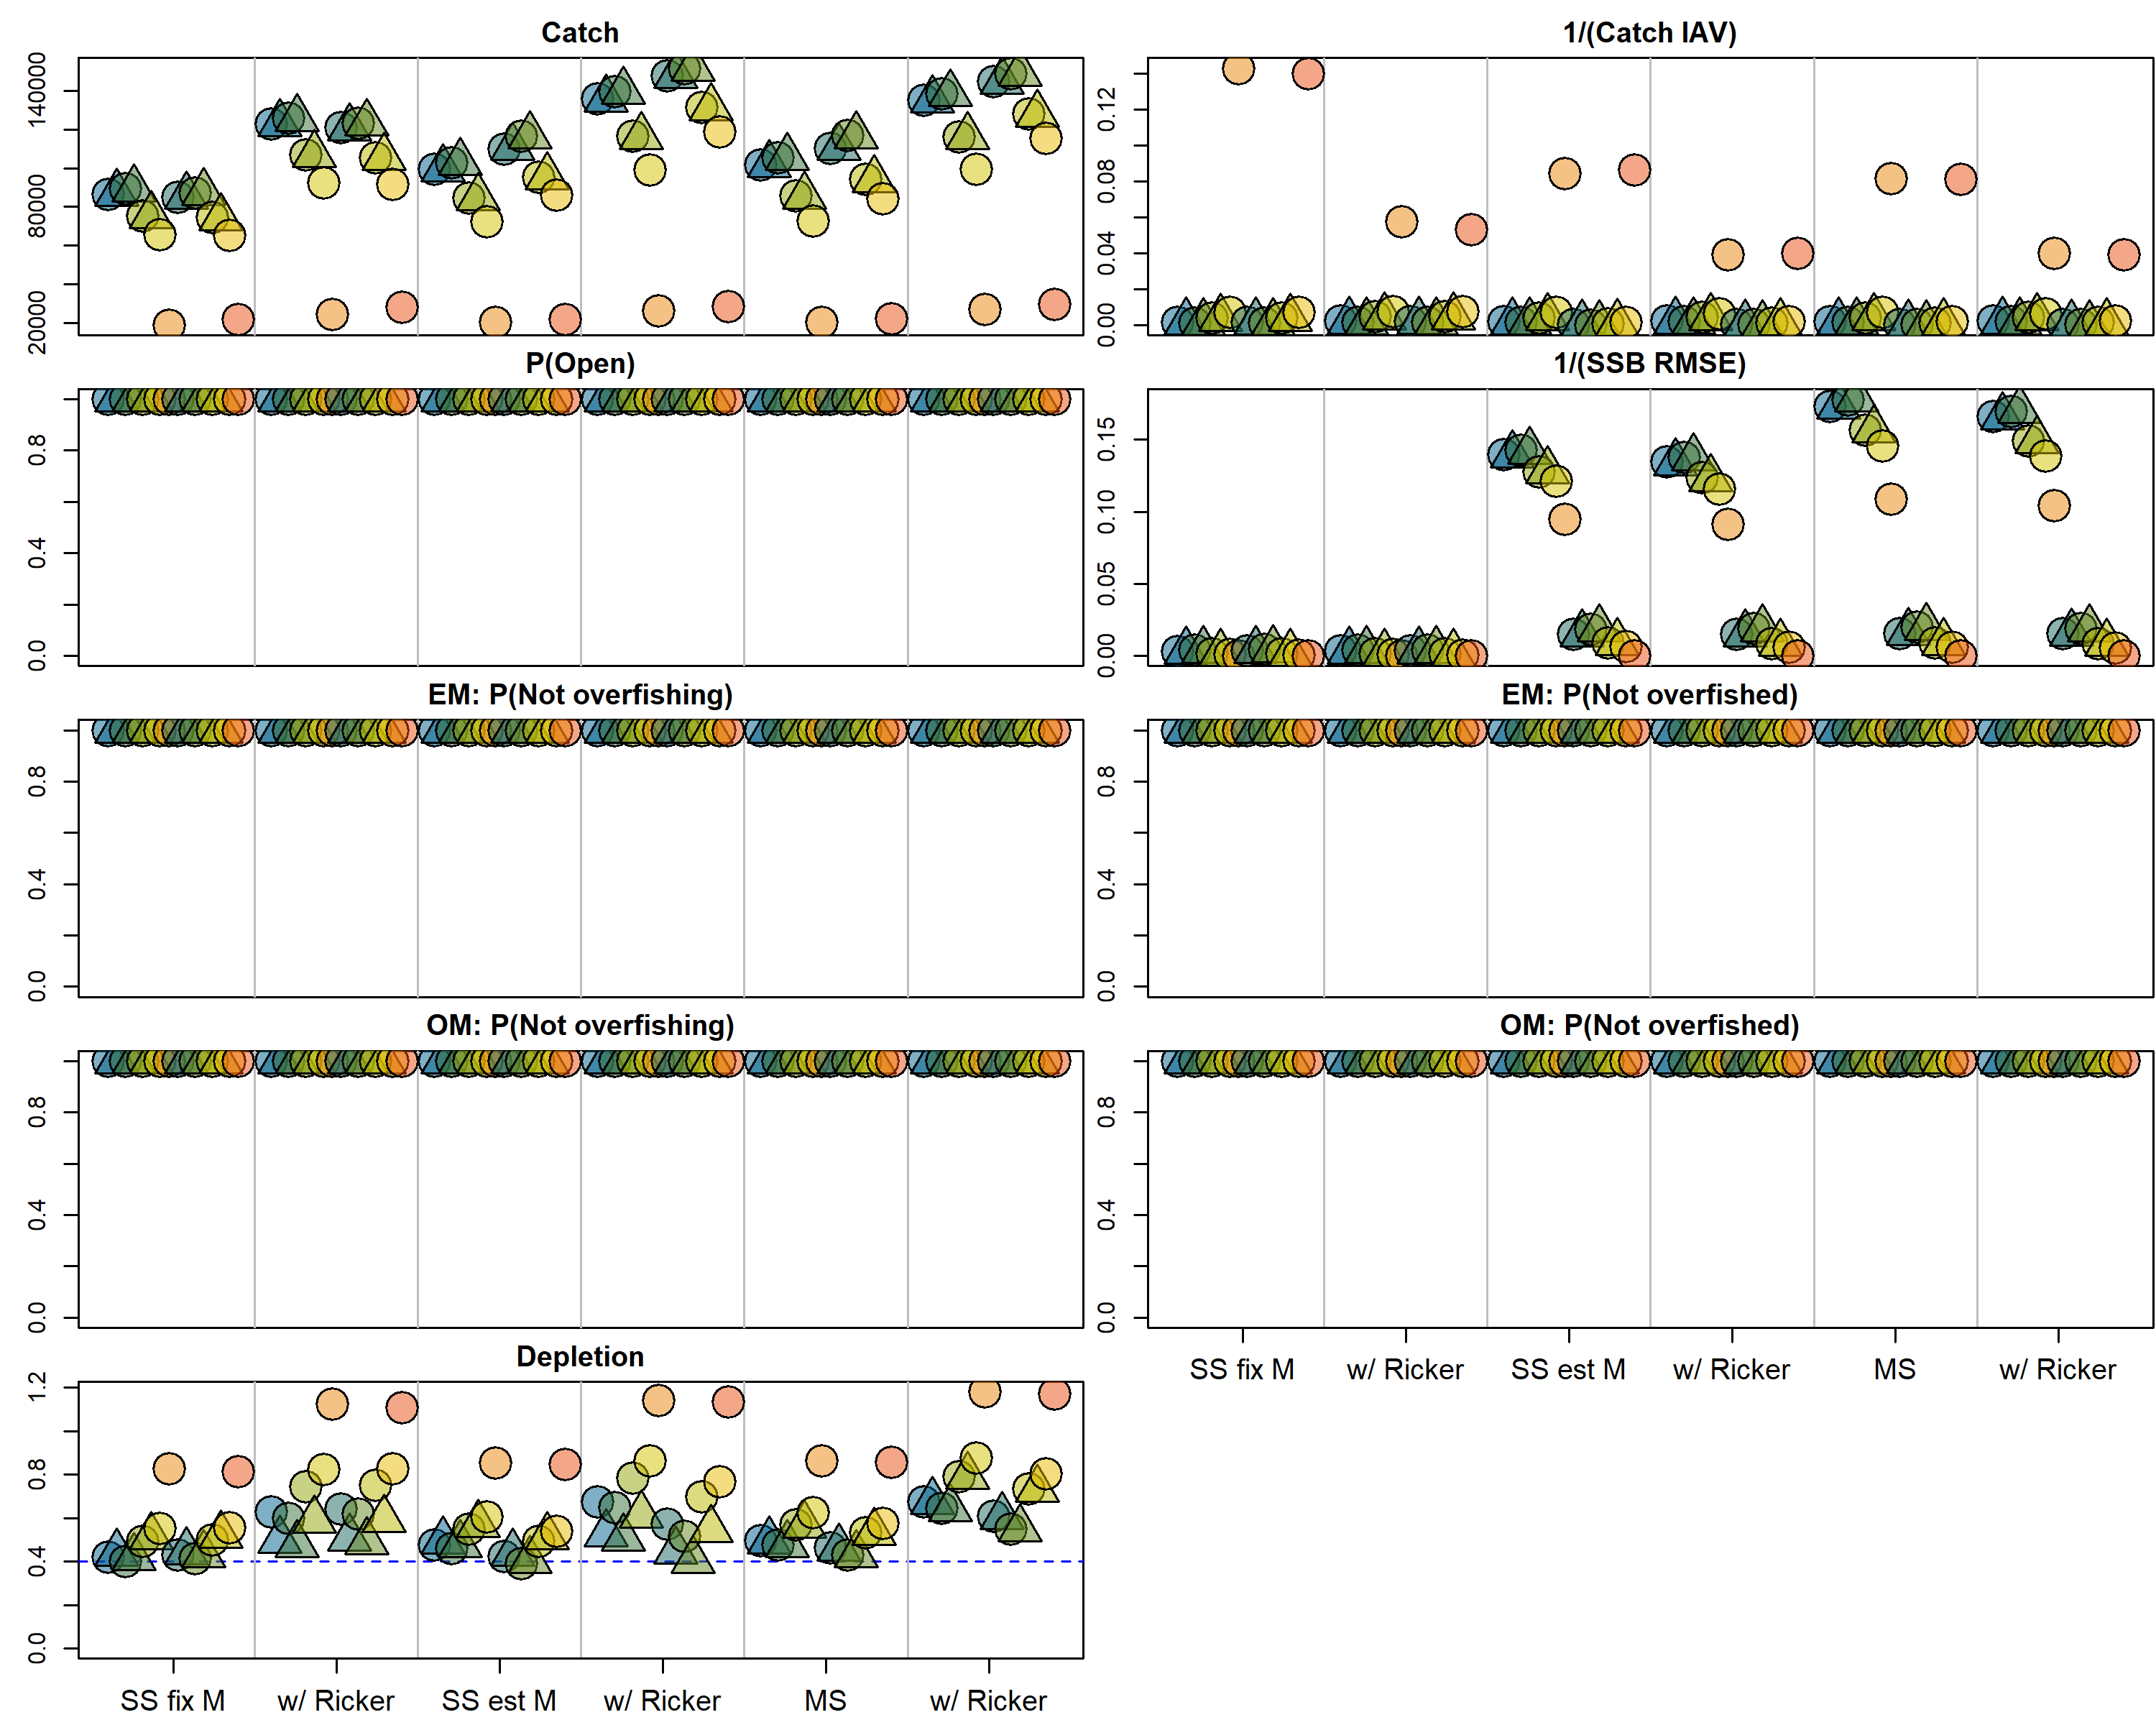 Catch
140000
80000
20000
1/(Catch IAV)
0.12
0.08
0.04
0.00
P(Open)
0.8
0.4
0.0
1/(SSB RMSE)
0.15
0.10
0.05
0.00
EM: P(Not overfishing)
0.8
0.4
0.0
EM: P(Not overfished)
0.8
0.4
0.0
OM: P(Not overfishing)
0.8
0.4
0.0
OM: P(Not overfished)
0.8
0.4
0.0
SS fix M w/ Ricker SS est M w/ Ricker MS w/ Ricker
Depletion
1.2
0.8
0.4
0.0
SS fix M w/ Ricker SS est M w/ Ricker MS w/ Ricker